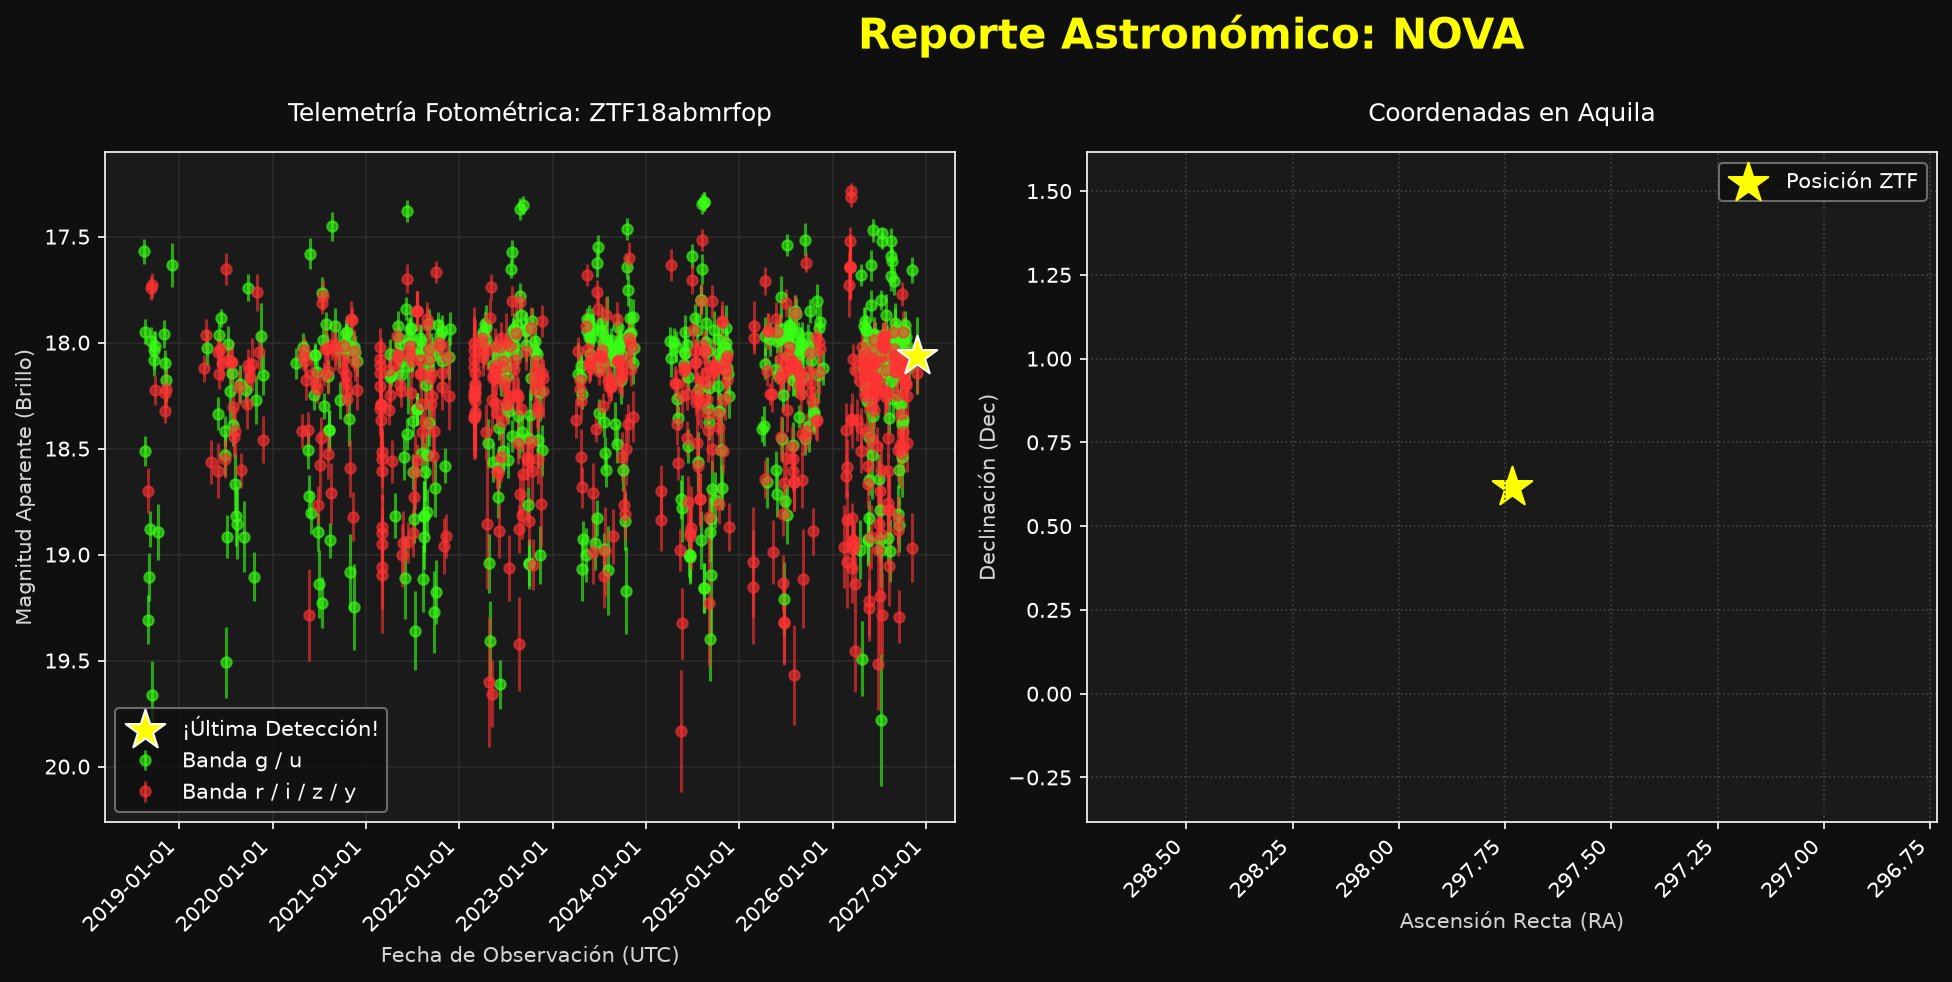 Reporte Astronómico: NOVA
Telemetría Fotométrica: ZTF18abmrfop
Magnitud Aparente (Brillo)
17.5
18.0
18.5
19.0
19.5
20.0
¡Última Detección!
Banda g / u
Banda r / i / z / y
2019-01-01
2020-01-01
2021-01-01
2022-01-01
2023-01-01
2024-01-01
2025-01-01
2026-01-01
2027-01-01
Fecha de Observación (UTC)
Coordenadas en Aquila
Declinación (Dec)
1.50
1.25
1.00
0.75
0.50
0.25
0.00
−0.25
Posición ZTF
298.50
298.25
298.00
297.75
297.50
297.25
297.00
296.75
Ascensión Recta (RA)